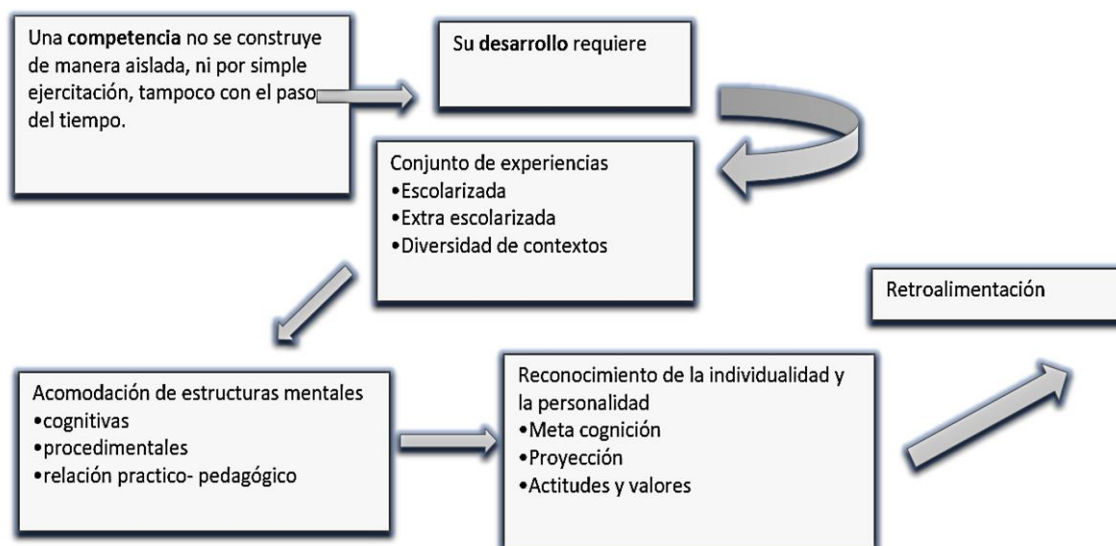 Una competencia no se construye
de manera aislada, ni por simple
ejercitación, tampoco con el paso
del tiempo.
Su desarrollo requiere
Conjunto de experiencias
•Escolarizada
•Extra escolarizada
•Diversidad de contextos
Acomodación de estructuras mentales
•cognitivas
•procedimentales
•relación practico- pedagógico
Reconocimiento de la individualidad y
la personalidad
•Meta cognición
•Proyección
•Actitudes y valores
Retroalimentación